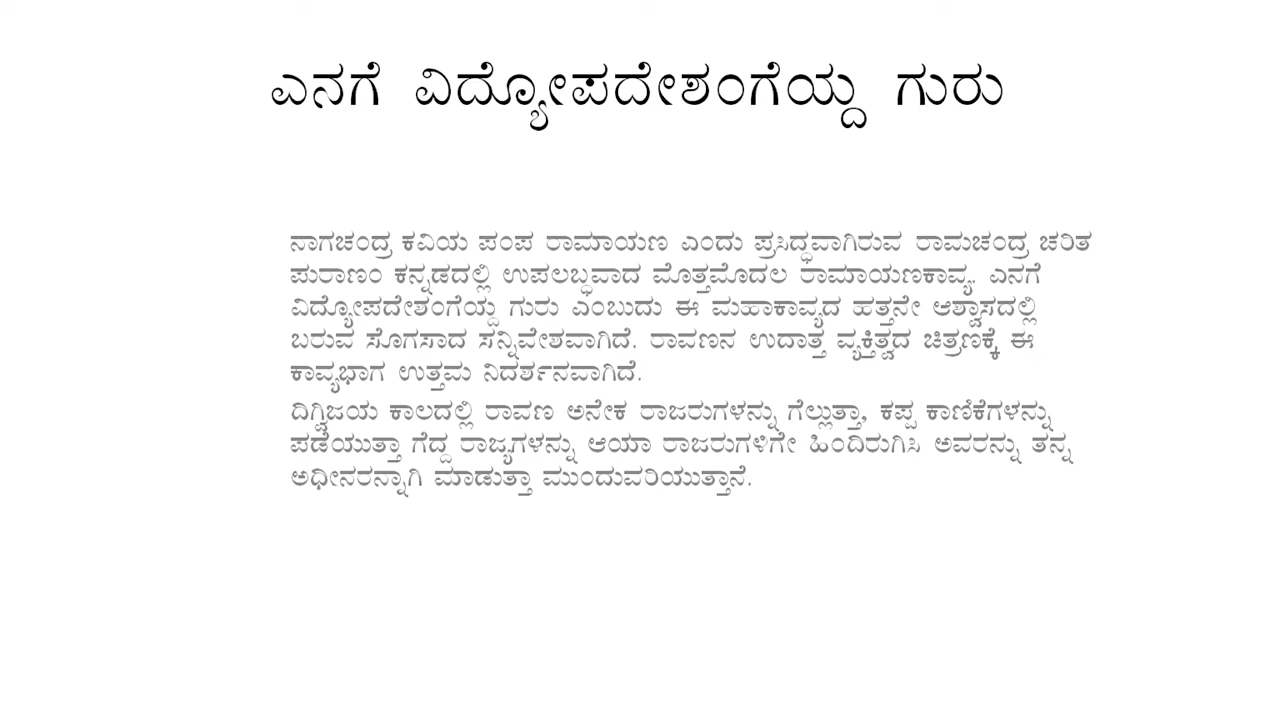 ಎನಗೆ ವಿದ್ಯೋಪದೇಶಂಗೆಯ್ದ ಗುರು
ನಾಗಚಂದ್ರ ಕವಿಯ ಪಂಪ ರಾಮಾಯಣ ಎಂದು ಪ್ರಸಿದ್ಧವಾಗಿರುವ ರಾಮಚಂದ್ರ ಚರಿತ
ಪುರಾಣಂ ಕನ್ನಡದಲ್ಲಿ ಉಪಲಬ್ಧವಾದ ಮೊತ್ತಮೊದಲ ರಾಮಾಯಣಕಾವ್ಯ. ಎನಗೆ
ವಿದ್ಯೋಪದೇಶಂಗೆಯ್ದ ಗುರು ಎಂಬುದು ಈ ಮಹಾಕಾವ್ಯದ ಹತ್ತನೇ ಆಶ್ವಾಸದಲ್ಲಿ
ಬರುವ ಸೊಗಸಾದ ಸನ್ನಿವೇಶವಾಗಿದೆ. ರಾವಣನ ಉದಾತ್ತ ವ್ಯಕ್ತಿತ್ವದ ಚಿತ್ರಣಕ್ಕೆ ಈ
ಕಾವ್ಯಭಾಗ ಉತ್ತಮ ನಿದರ್ಶನವಾಗಿದೆ.
ದಿಗ್ವಿಜಯ ಕಾಲದಲ್ಲಿ ರಾವಣ ಅನೇಕ ರಾಜರುಗಳನ್ನು ಗೆಲ್ಲುತ್ತಾ, ಕಪ್ಪ ಕಾಣಿಕೆಗಳನ್ನು
ಪಡೆಯುತ್ತಾ ಗೆದ್ದ ರಾಜ್ಯಗಳನ್ನು ಆಯಾ ರಾಜರುಗಳಿಗೇ ಹಿಂದಿರುಗಿಸಿ ಅವರನ್ನು ತನ್ನ
ಅಧೀನರನ್ನಾಗಿ ಮಾಡುತ್ತಾ ಮುಂದುವರಿಯುತ್ತಾನೆ.